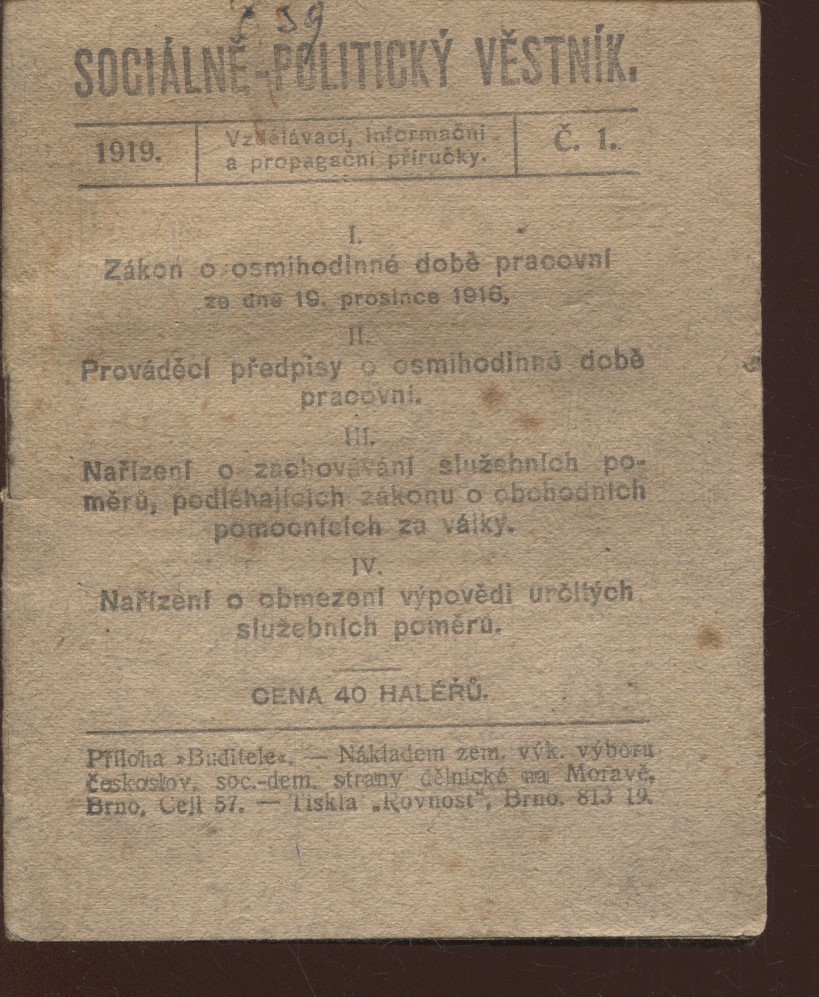 39
SOCIÁLNĚ-POLITICKÝ VĚSTNÍK.
1919.
Vzdělávací, informační
a propagační příručky.
Č. 1.
I.
Zákon o osmihodinné době pracovní
ze dne 19. prosince 1918,
II.
Prováděcí předpisy o osmihodinné době
pracovní.
III.
Nařízení o zachovávání služebních po-
měrů, podléhajících zákonu o obchodních
pomocnících za války.
IV.
Nařízení o obmezení výpovědi určitých
služebních poměrů.
CENA 40 HALÉŘŮ.
Příloha »Buditele«. — Nákladem zem. výk. výboru
českoslov. soc.-dem. strany dělnické na Moravě,
Brno, Cejl 57. — Tiskla „Rovnost", Brno. 813 19.